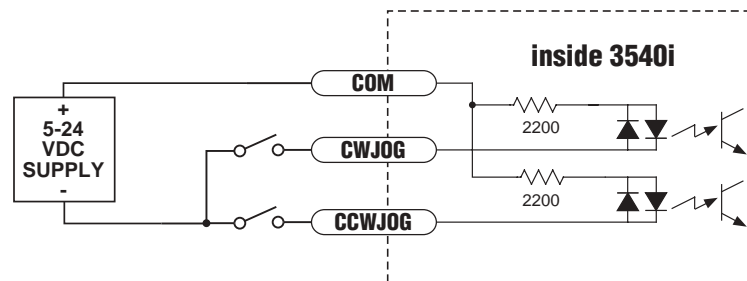 inside 3540i
COM
2200
+
5-24
VDC
SUPPLY
-
CWJOG
2200
CCWJOG